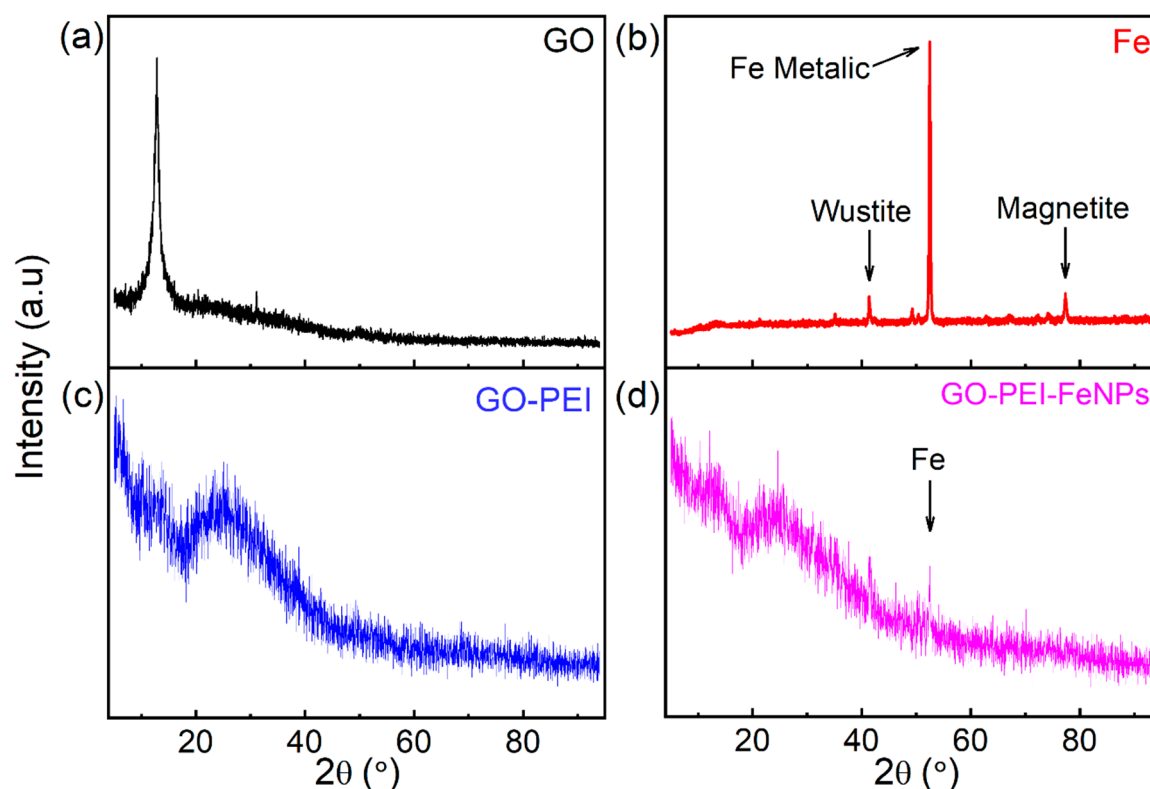 (a)
GO
(b)
Fe
Fe Metalic
Wustite
Magnetite
Intensity (a.u)
(c)
GO-PEI
(d)
GO-PEI-FeNPs
Fe
20 40 60 80
2θ (°)
20 40 60 80
2θ (°)